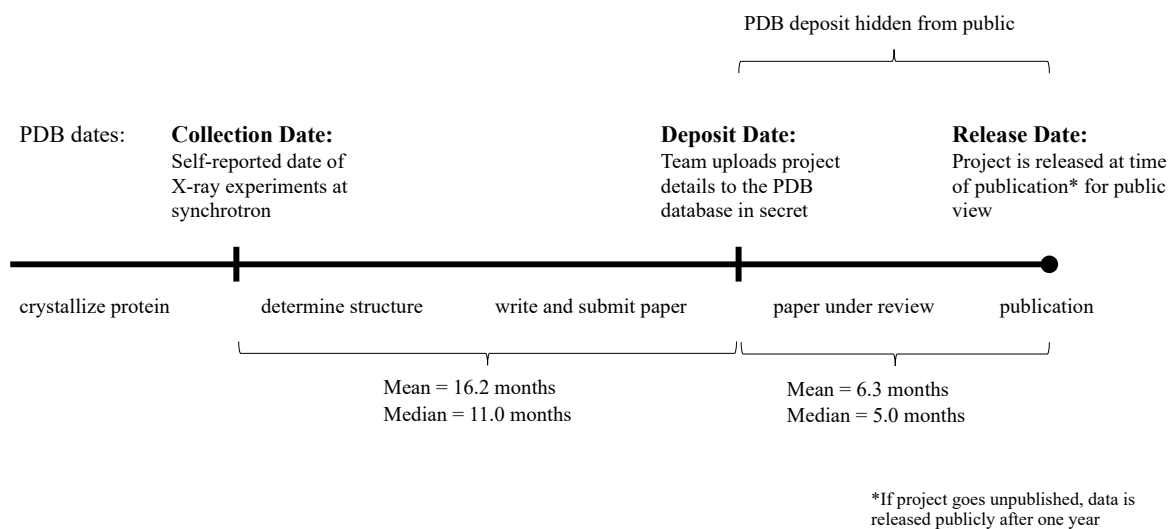 PDB deposit hidden from public
PDB dates:
Collection Date:
Self-reported date of
X-ray experiments at
synchrotron
Deposit Date:
Team uploads project
details to the PDB
database in secret
Release Date:
Project is released at time
of publication* for public
view
crystallize protein
determine structure
write and submit paper
paper under review
publication
Mean = 16.2 months
Median = 11.0 months
Mean = 6.3 months
Median = 5.0 months
*If project goes unpublished, data is
released publicly after one year